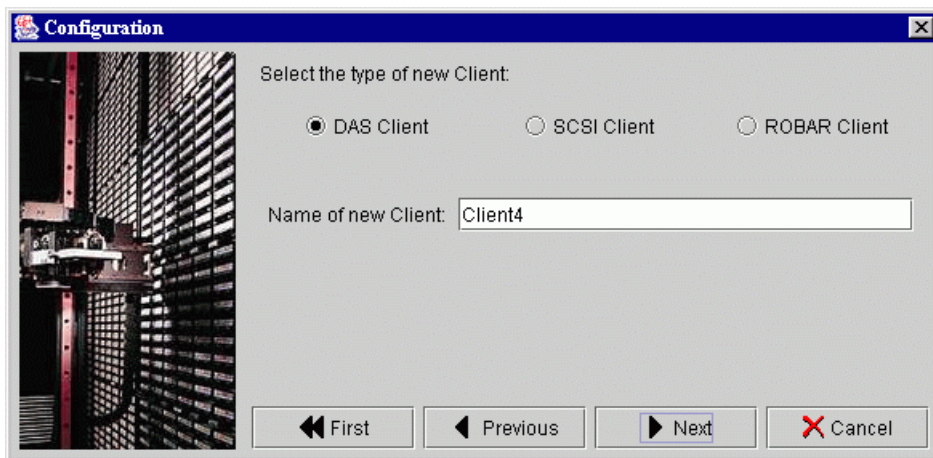 Configuration
Select the type of new Client:
DAS Client
SCSI Client
ROBAR Client
Name of new Client: Client4
First
Previous
Next
Cancel